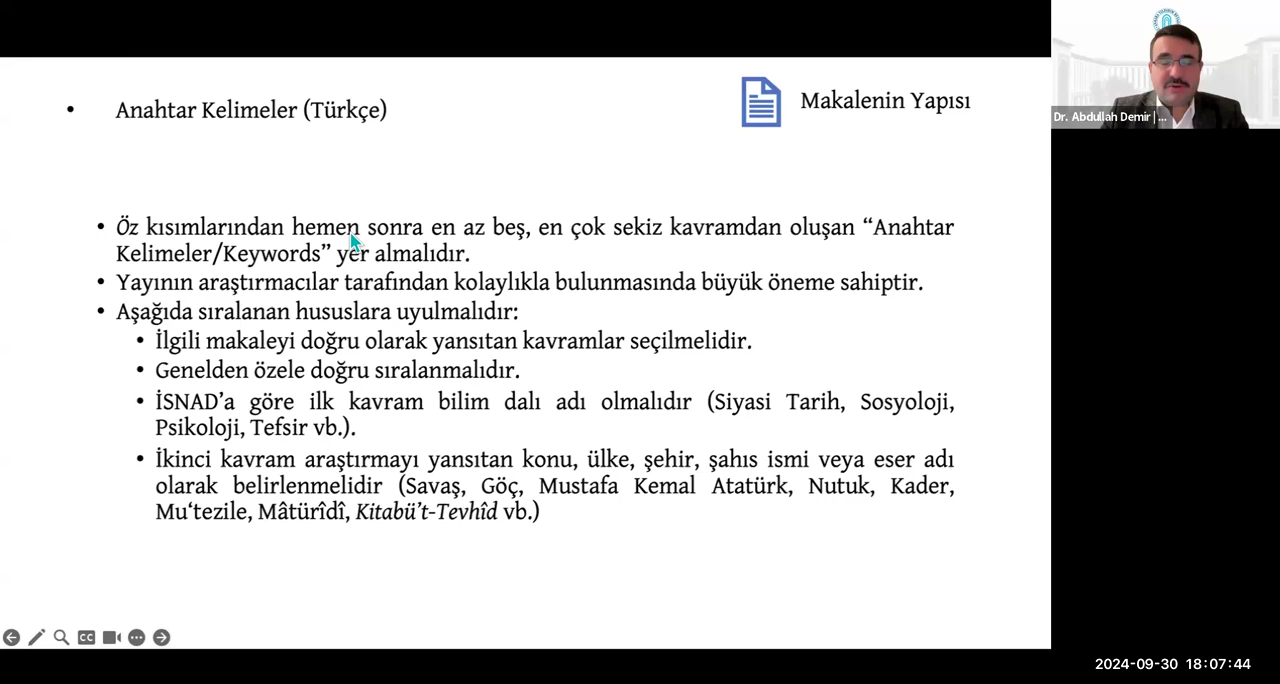 • Anahtar Kelimeler (Türkçe)
Makalenin Yapısı
Dr. Abdullah Demir | ...
• Öz kısımlarından hemen sonra en az beş, en çok sekiz kavramdan oluşan “Anahtar
Kelimeler/Keywords” yer almalıdır.
• Yayının araştırmacılar tarafından kolaylıkla bulunmasında büyük öneme sahiptir.
• Aşağıda sıralanan hususlara uyulmalıdır:
• İlgili makaleyi doğru olarak yansıtan kavramlar seçilmelidir.
• Genelden özele doğru sıralanmalıdır.
• İSNAD’a göre ilk kavram bilim dalı adı olmalıdır (Siyasi Tarih, Sosyoloji,
Psikoloji, Tefsir vb.).
• İkinci kavram araştırmayı yansıtan konu, ülke, şehir, şahıs ismi veya eser adı
olarak belirlenmelidir (Savaş, Göç, Mustafa Kemal Atatürk, Nutuk, Kader,
Mu‘tezile, Mâtürîdî, Kitabü’t-Tevhîd vb.)
CC
2024-09-30 18:07:44